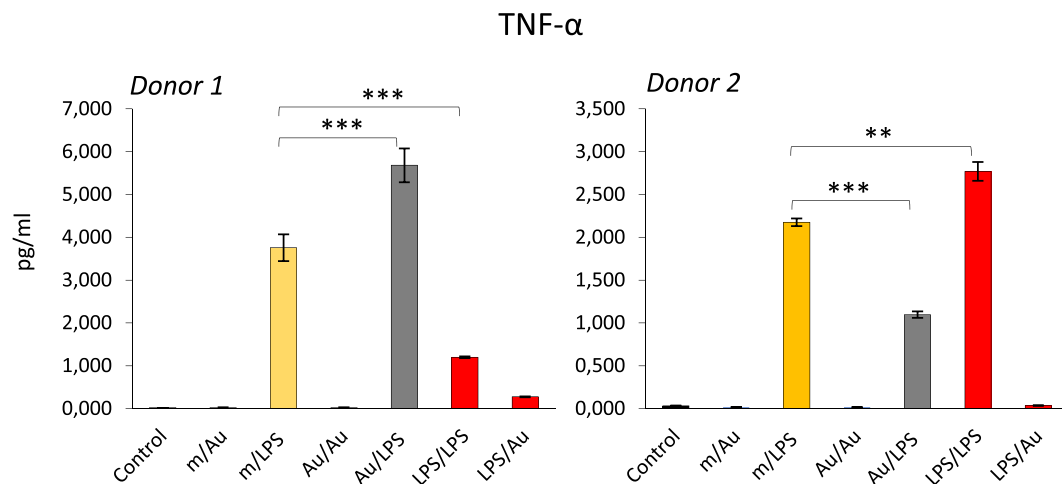 TNF-α
Donor 1
Donor 2
pg/ml
7,000
6,000
5,000
4,000
3,000
2,000
1,000
0,000
***
***
Control
m/Au
m/LPS
Au/Au
Au/LPS
LPS/LPS
LPS/Au
3,500
3,000
2,500
2,000
1,500
1,000
0,500
0,000
**
***
Control
m/Au
m/LPS
Au/Au
Au/LPS
LPS/LPS
LPS/Au